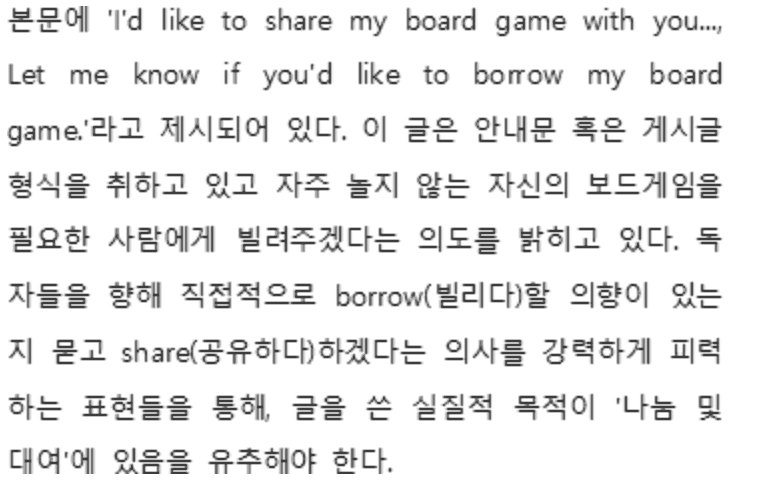 본문에 'I'd like to share my board game with you...,
Let me know if you'd like to borrow my board
game.'라고 제시되어 있다. 이 글은 안내문 혹은 게시글
형식을 취하고 있고 자주 놀지 않는 자신의 보드게임을
필요한 사람에게 빌려주겠다는 의도를 밝히고 있다. 독
자들을 향해 직접적으로 borrow(빌리다)할 의향이 있는
지 묻고 share(공유하다)하겠다는 의사를 강력하게 피력
하는 표현들을 통해, 글을 쓴 실질적 목적이 '나눔 및
대여'에 있음을 유추해야 한다.